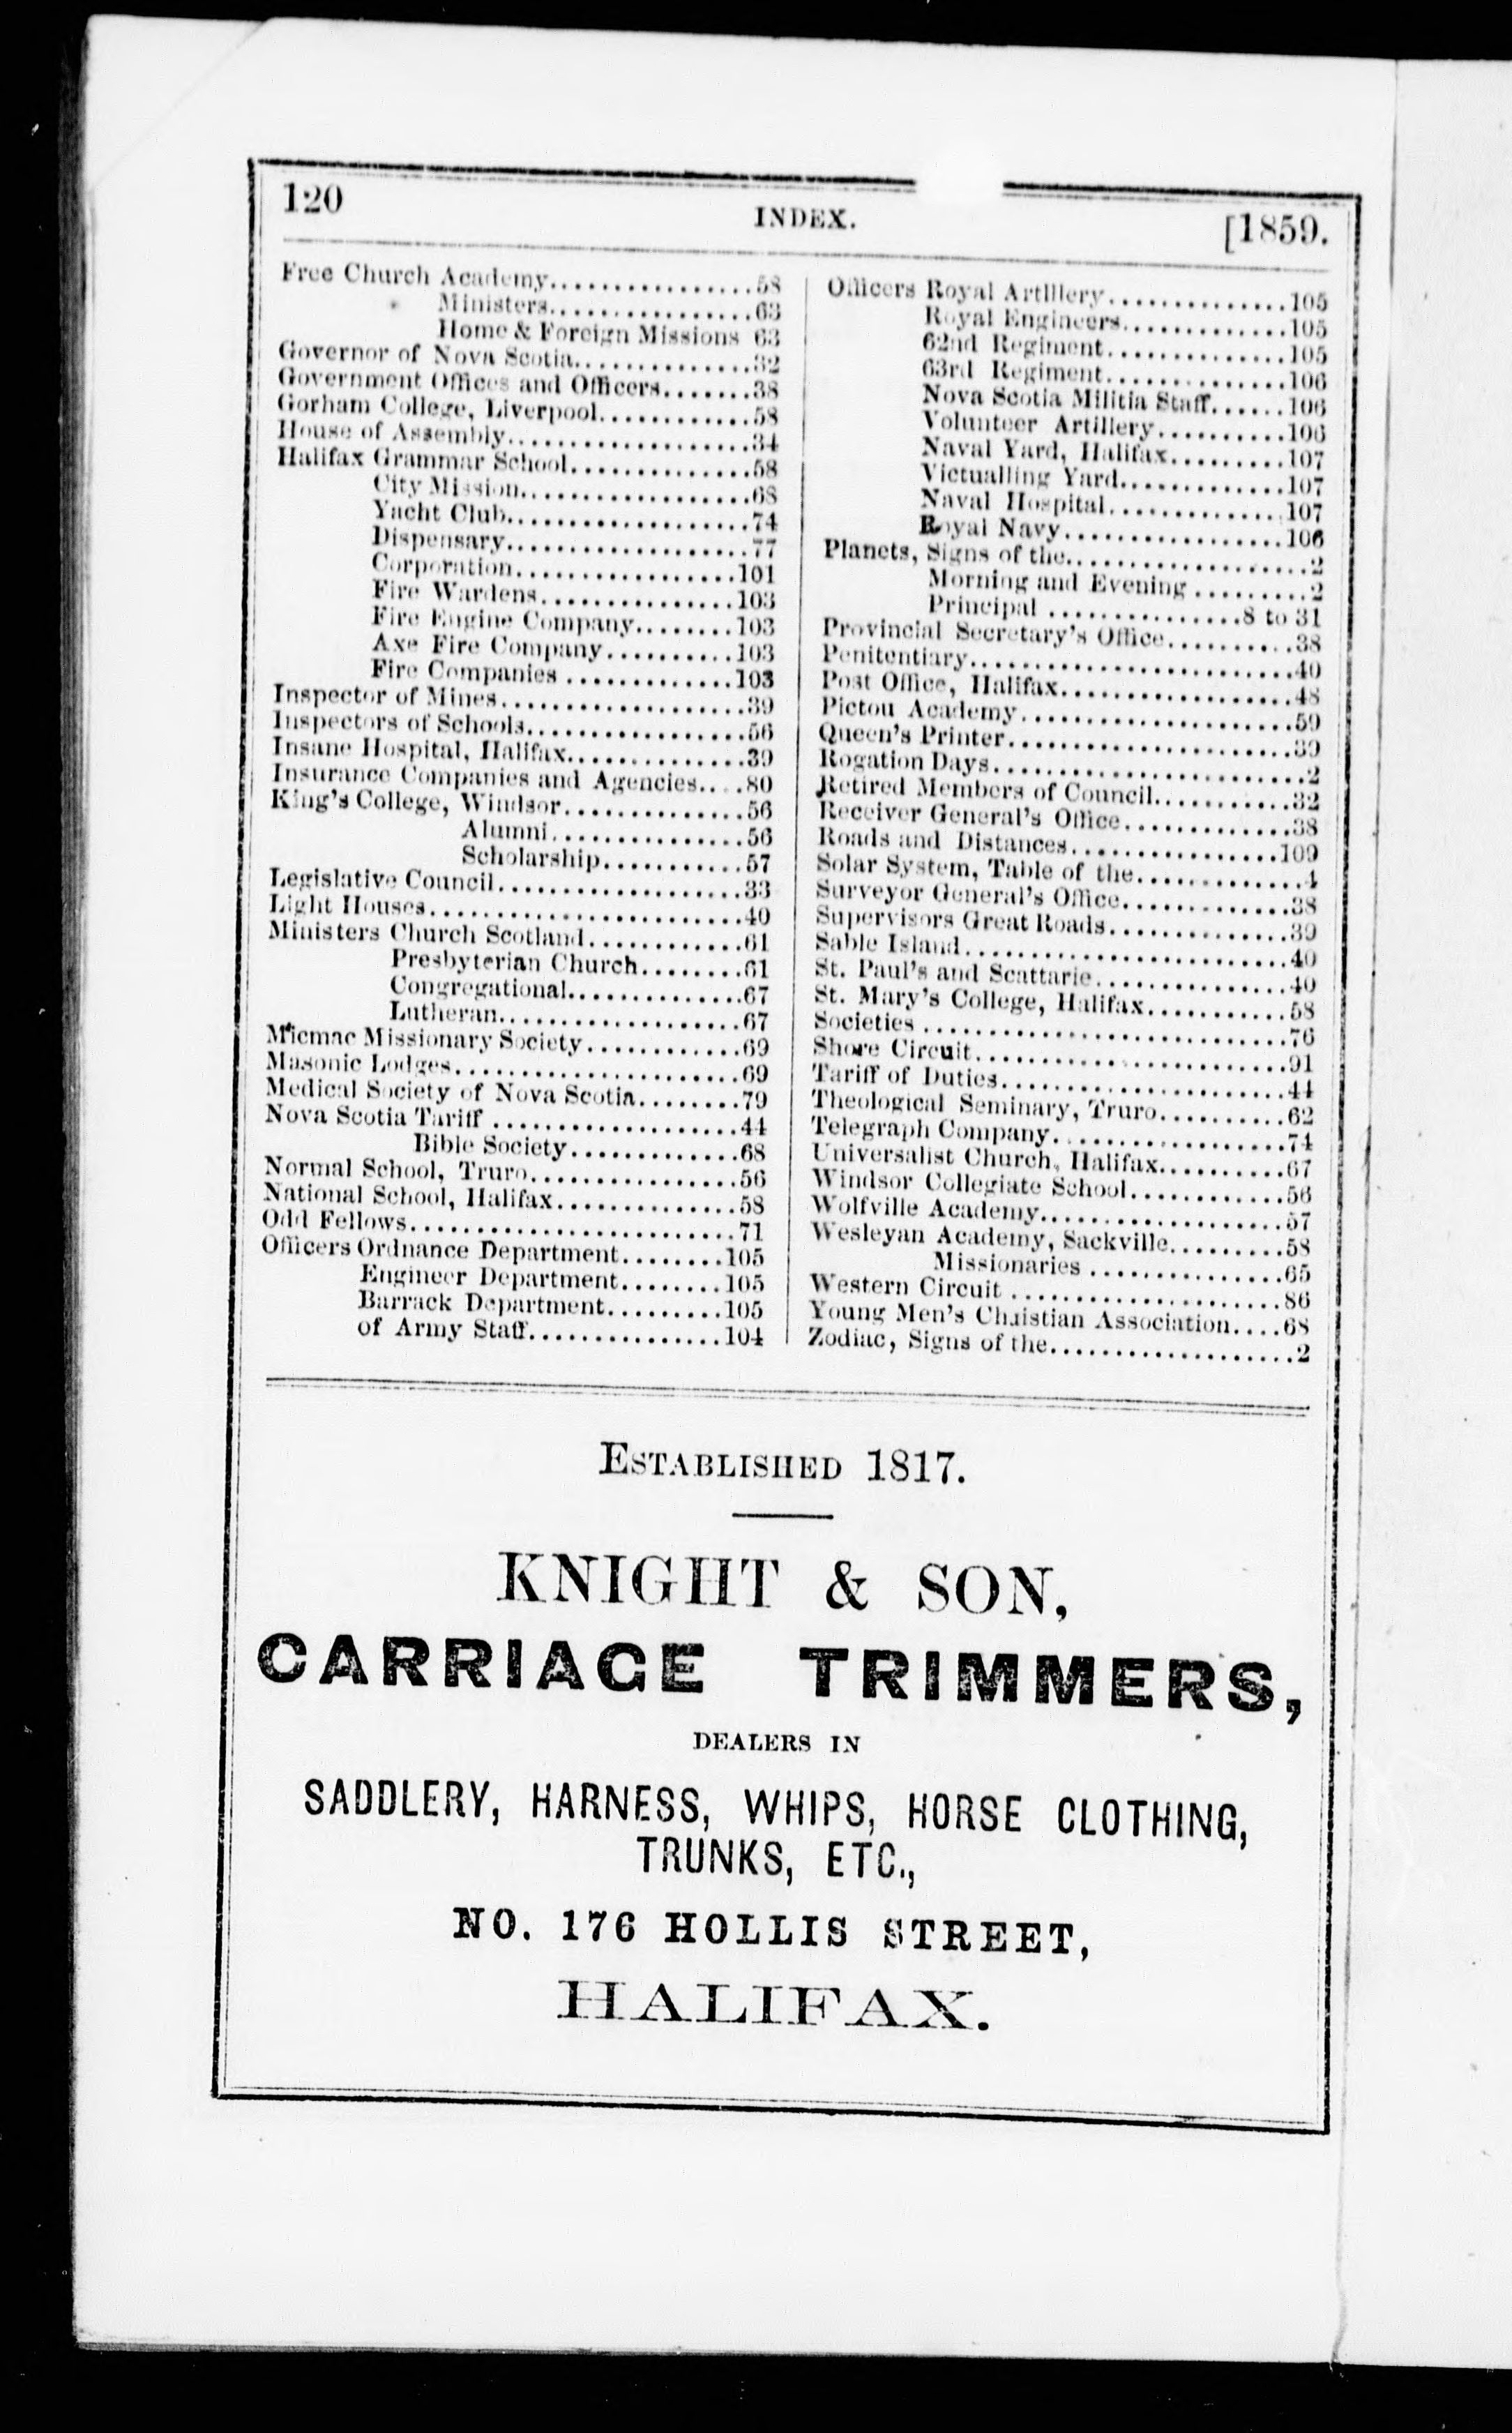 120
INDEX.
[1859.
Free Church Academy................58
Ministers................63
Home & Foreign Missions 63
Governor of Nova Scotia..............32
Government Offices and Officers.......38
Gorham College, Liverpool............58
House of Assembly...................34
Halifax Grammar School..............58
City Mission..................68
Yacht Club...................74
Dispensary...................77
Corporation.................101
Fire Wardens...............103
Fire Engine Company........103
Axe Fire Company..........103
Fire Companies .............103
Inspector of Mines...................39
Inspectors of Schools.................56
Insane Hospital, Halifax..............39
Insurance Companies and Agencies....80
King's College, Windsor..............56
Alumni...............56
Scholarship...........57
Legislative Council...................33
Light Houses........................40
Ministers Church Scotland............61
Presbyterian Church........61
Congregational..............67
Lutheran...................67
Micmac Missionary Society............69
Masonic Lodges......................69
Medical Society of Nova Scotia........79
Nova Scotia Tariff ...................44
Bible Society.............68
Normal School, Truro................56
National School, Halifax..............58
Odd Fellows...........................71
Officers Ordnance Department........105
Engineer Department........105
Barrack Department.........105
of Army Staff...............104
Officers Royal Artillery..............105
Royal Engineers.............105
62nd Regiment..............105
63rd Regiment..............106
Nova Scotia Militia Staff......106
Volunteer Artillery..........106
Naval Yard, Halifax.........107
Victualling Yard.............107
Naval Hospital..............107
Royal Navy.................106
Planets, Signs of the...................2
Morning and Evening .........2
Principal ...............8 to 31
Provincial Secretary's Office..........38
Penitentiary.........................40
Post Office, Halifax..................48
Pictou Academy.....................59
Queen's Printer......................39
Rogation Days........................2
Retired Members of Council...........32
Receiver General's Office.............38
Roads and Distances................109
Solar System, Table of the.............4
Surveyor General's Office.............38
Supervisors Great Roads..............39
Sable Island.........................40
St. Paul's and Scattarie...............40
St. Mary's College, Halifax...........58
Societies ............................76
Shore Circuit........................91
Tariff of Duties......................44
Theological Seminary, Truro..........62
Telegraph Company..................74
Universalist Church, Halifax..........67
Windsor Collegiate School............56
Wolfville Academy...................57
Wesleyan Academy, Sackville.........58
Missionaries ...............65
Western Circuit .....................86
Young Men's Christian Association....68
Zodiac, Signs of the...................2
ESTABLISHED 1817.
KNIGHT & SON,
CARRIAGE TRIMMERS,
DEALERS IN
SADDLERY, HARNESS, WHIPS, HORSE CLOTHING,
TRUNKS, ETC.,
NO. 176 HOLLIS STREET,
HALIFAX.